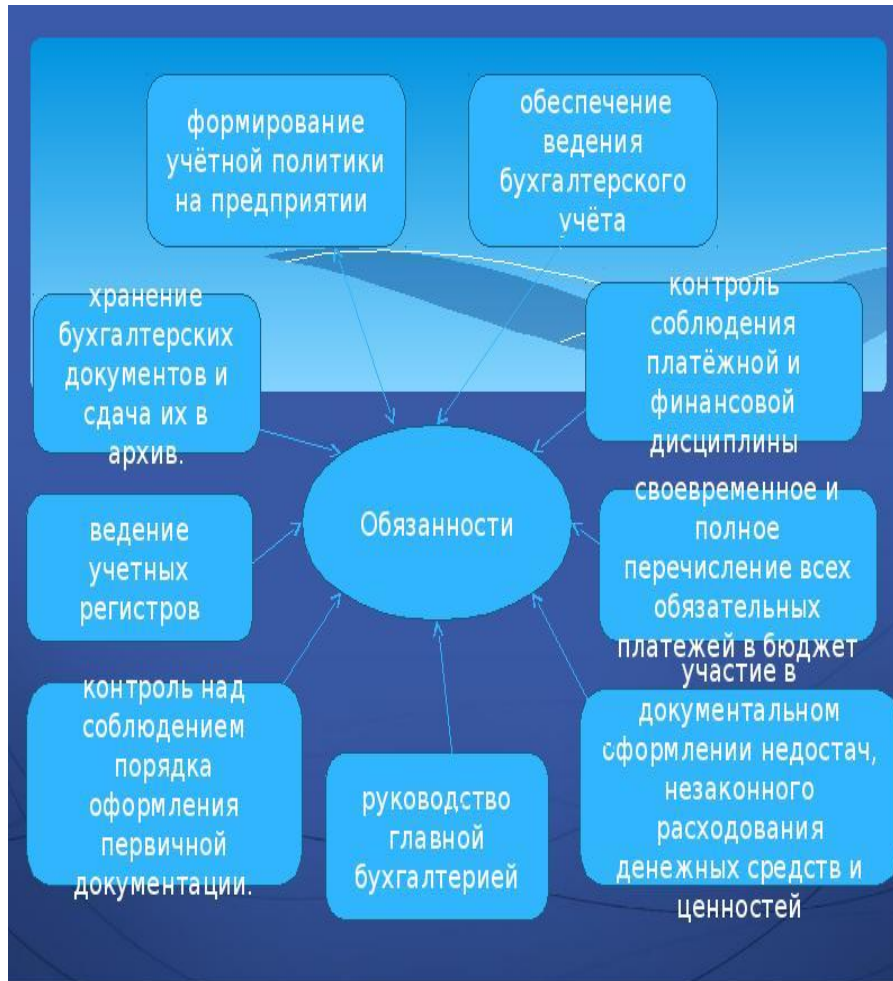 формирование
учётной политики
на предприятии
обеспечение
ведения
бухгалтерского
учёта
хранение
бухгалтерских
документов и
сдача их в
архив.
контроль
соблюдения
платёжной и
финансовой
дисциплины
ведение
учетных
регистров
Обязанности
своевременное и
полное
перечисление всех
обязательных
платежей в бюджет
контроль над
соблюдением
порядка
оформления
первичной
документации.
руководство
главной
бухгалтерией
участие в
документальном
оформлении недостач,
незаконного
расходования
денежных средств и
ценностей